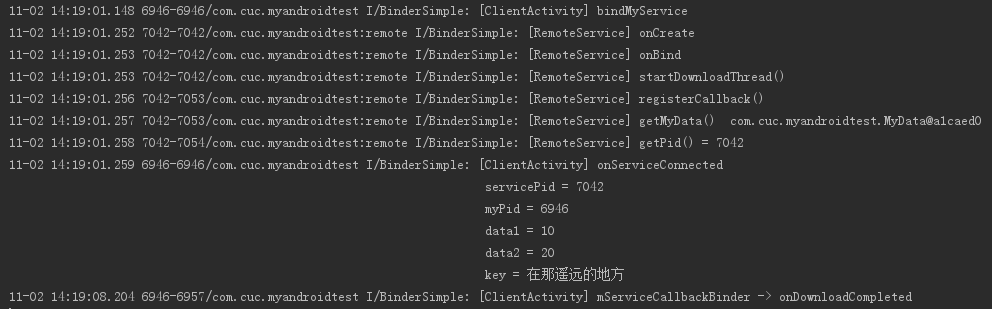 11-02 14:19:01.148 6946-6946/com.cuc.myandroidtest I/BinderSimple: [ClientActivity] bindMyService
11-02 14:19:01.252 7042-7042/com.cuc.myandroidtest:remote I/BinderSimple: [RemoteService] onCreate
11-02 14:19:01.253 7042-7042/com.cuc.myandroidtest:remote I/BinderSimple: [RemoteService] onBind
11-02 14:19:01.253 7042-7042/com.cuc.myandroidtest:remote I/BinderSimple: [RemoteService] startDownloadThread()
11-02 14:19:01.256 7042-7053/com.cuc.myandroidtest:remote I/BinderSimple: [RemoteService] registerCallback()
11-02 14:19:01.257 7042-7053/com.cuc.myandroidtest:remote I/BinderSimple: [RemoteService] getMyData()  com.cuc.myandroidtest.MyData@a1caed0
11-02 14:19:01.258 7042-7054/com.cuc.myandroidtest:remote I/BinderSimple: [RemoteService] getPid() = 7042
11-02 14:19:01.259 6946-6946/com.cuc.myandroidtest I/BinderSimple: [ClientActivity] onServiceConnected
servicePid = 7042
myPid = 6946
data1 = 10
data2 = 20
key = 在那遥远的地方
11-02 14:19:08.204 6946-6957/com.cuc.myandroidtest I/BinderSimple: [ClientActivity] mServiceCallbackBinder -> onDownloadCompleted